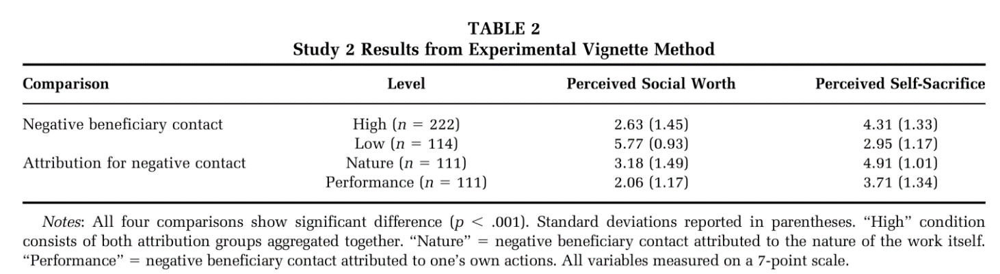 TABLE 2
Study 2 Results from Experimental Vignette Method
Comparison Level Perceived Social Worth Perceived Self-Sacrifice
Negative beneficiary contact High (n = 222) 2.63 (1.45) 4.31 (1.33)
Low (n = 114) 5.77 (0.93) 2.95 (1.17)
Attribution for negative contact Nature (n = 111) 3.18 (1.49) 4.91 (1.01)
Performance (n = 111) 2.06 (1.17) 3.71 (1.34)
Notes: All four comparisons show significant difference (p < .001). Standard deviations reported in parentheses. “High” condition
consists of both attribution groups aggregated together. “Nature” = negative beneficiary contact attributed to the nature of the work itself.
“Performance” = negative beneficiary contact attributed to one’s own actions. All variables measured on a 7-point scale.